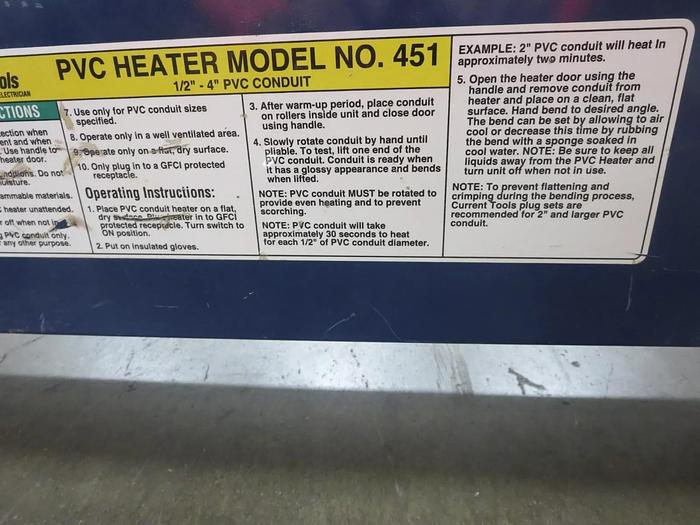 ols
ELECTRICIAN
PVC HEATER MODEL NO. 451
1/2" - 4" PVC CONDUIT
CTIONS
ection when
ent and when
Use handle to
heater door.
nditions. Do not
moisture.
ammable materials.
heater unattended.
r off when not in
g PVC conduit only.
any other purpose.
7. Use only for PVC conduit sizes
specified.
8. Operate only in a well ventilated area.
9. Operate only on a flat, dry surface.
10. Only plug in to a GFCI protected
receptacle.
Operating Instructions:
1. Place PVC conduit heater on a flat,
dry surface. Plug heater in to GFCI
protected receptacle. Turn switch to
ON position.
2. Put on insulated gloves.
3. After warm-up period, place conduit
on rollers inside unit and close door
using handle.
4. Slowly rotate conduit by hand until
pliable. To test, lift one end of the
PVC conduit. Conduit is ready when
it has a glossy appearance and bends
when lifted.
NOTE: PVC conduit MUST be rotated to
provide even heating and to prevent
scorching.
NOTE: PVC conduit will take
approximately 30 seconds to heat
for each 1/2" of PVC conduit diameter.
EXAMPLE: 2" PVC conduit will heat in
approximately two minutes.
5. Open the heater door using the
handle and remove conduit from
heater and place on a clean, flat
surface. Hand bend to desired angle.
The bend can be set by allowing to air
cool or decrease this time by rubbing
the bend with a sponge soaked in
cool water. NOTE: Be sure to keep all
liquids away from the PVC Heater and
turn unit off when not in use.
NOTE: To prevent flattening and
crimping during the bending process,
Current Tools plug sets are
recommended for 2" and larger PVC
conduit.